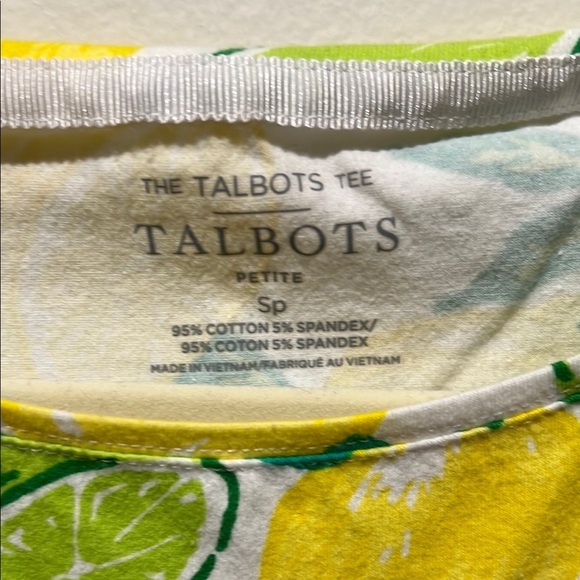 THE TALBOTS TEE
TALBOTS
PETITE
Sp
95% COTTON 5% SPANDEX/
95% COTON 5% SPANDEX
MADE IN VIETNAM/FABRIQUÉ AU VIETNAM